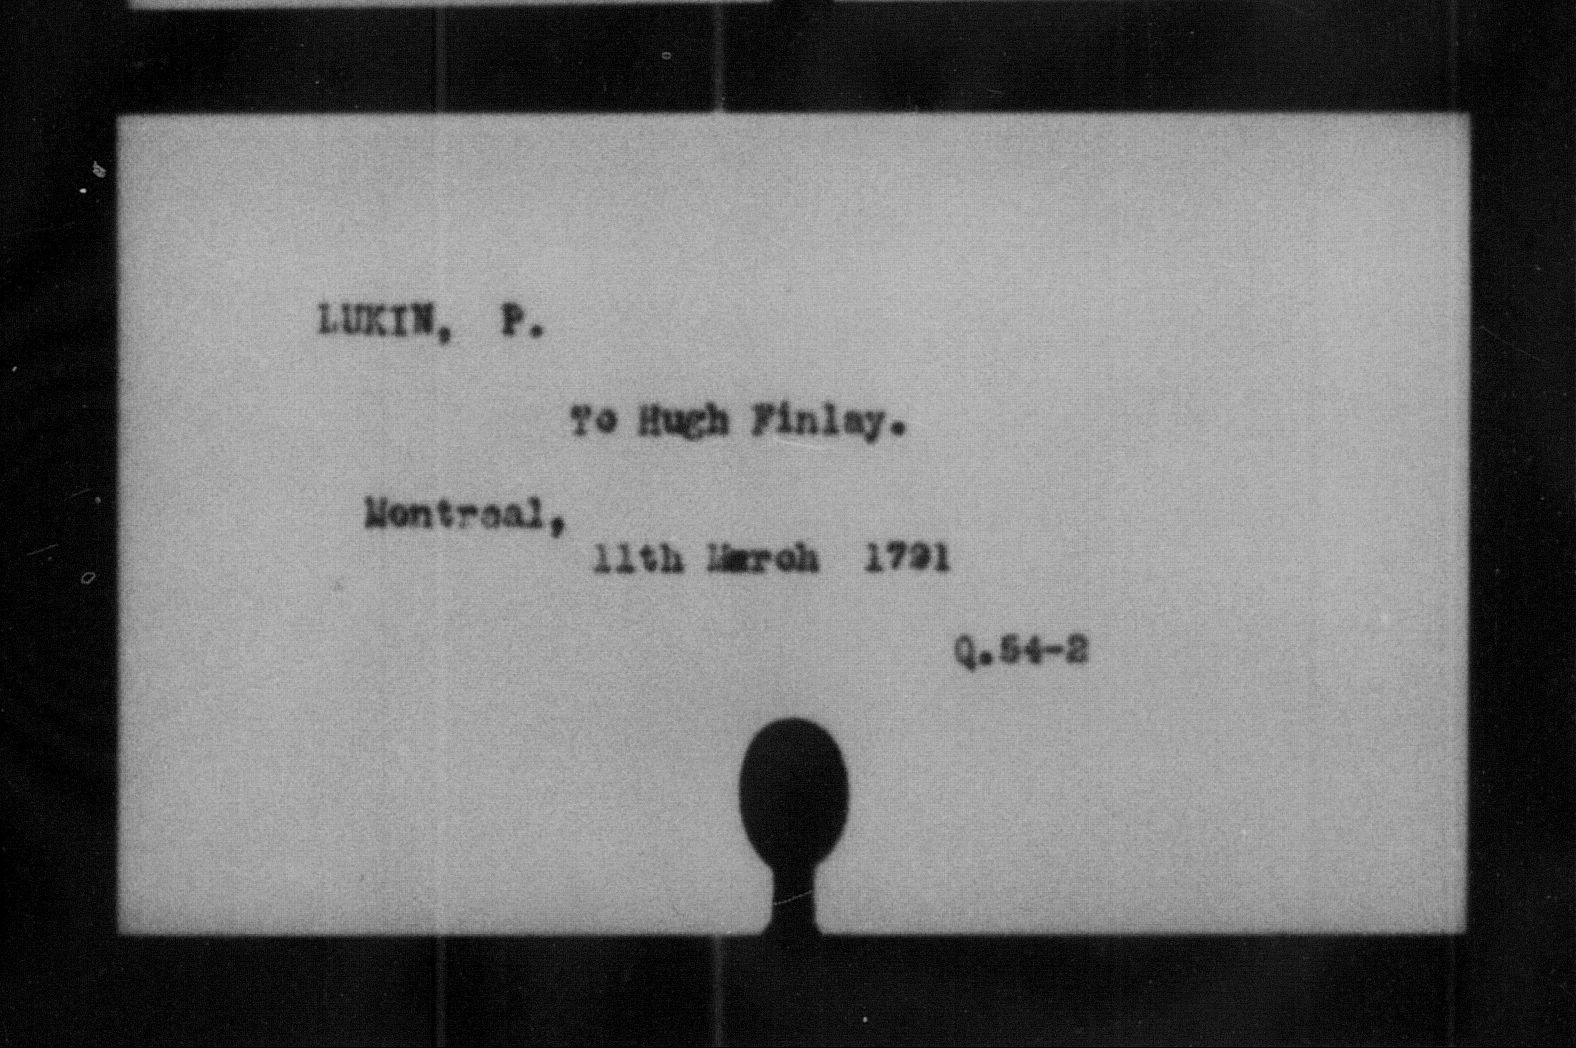 LUKIN, P.
To Hugh Finlay.
Montreal,
11th March 1791
Q.54-2